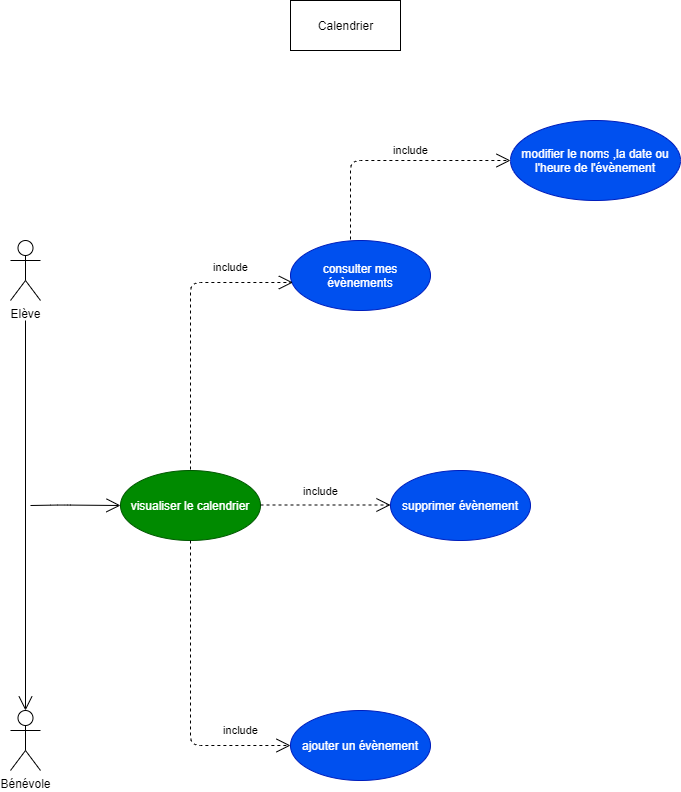 Calendrier
include
modifier le noms ,la date ou
l'heure de l'évènement
include
consulter mes
évènements
Elève
include
visualiser le calendrier
supprimer évènement
include
ajouter un évènement
Bénévole